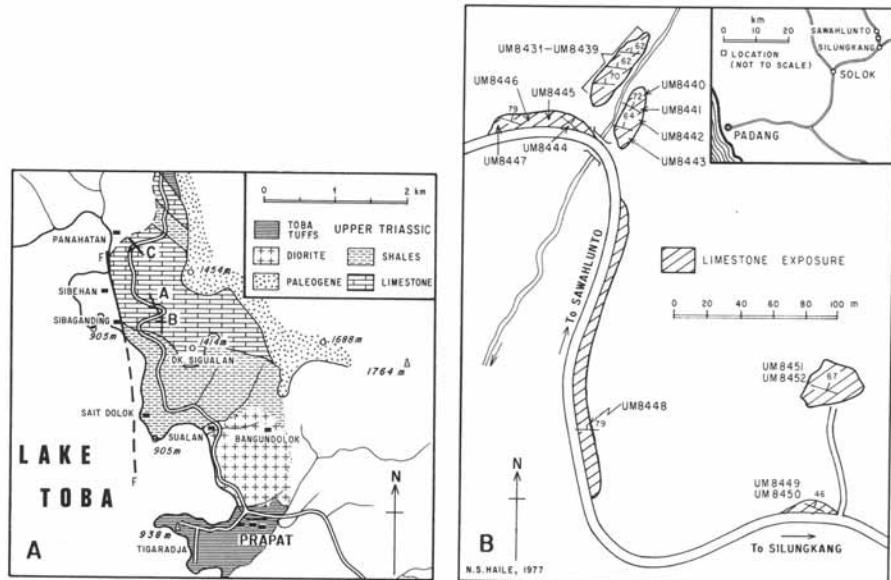 0 1 2 km
TOBA TUFFS
UPPER TRIASSIC
DIORITE
SHALES
PALEOGENE
LIMESTONE
PANAHATAN
F
C
1454m
SIBEHAN
A
SIBAGANDING
B
905m
1414m
DK. SIGUALAN
1688m
1764m
SAIT DOLOK
SUALAN
BANGUNDOLOK
905m
LAKE
TOBA
F
N
938m
PRAPAT
TIGARADJA
A
UM8431-UM8439
62
62
70
UM8446
UM8445
79
UM8440
72
UM8441
64
UM8442
UM8444
UM8447
UM8443
km
0 10 20
LOCATION
(NOT TO SCALE)
SAWAHLUNTO
SILUNGKANG
SOLOK
PADANG
To SAWAHLUNTO
LIMESTONE EXPOSURE
0 20 40 60 80 100 m
UM8451
UM8452
67
UM8448
79
UM8449
UM8450
46
N
B
To SILUNGKANG
N.S. HAILE, 1977